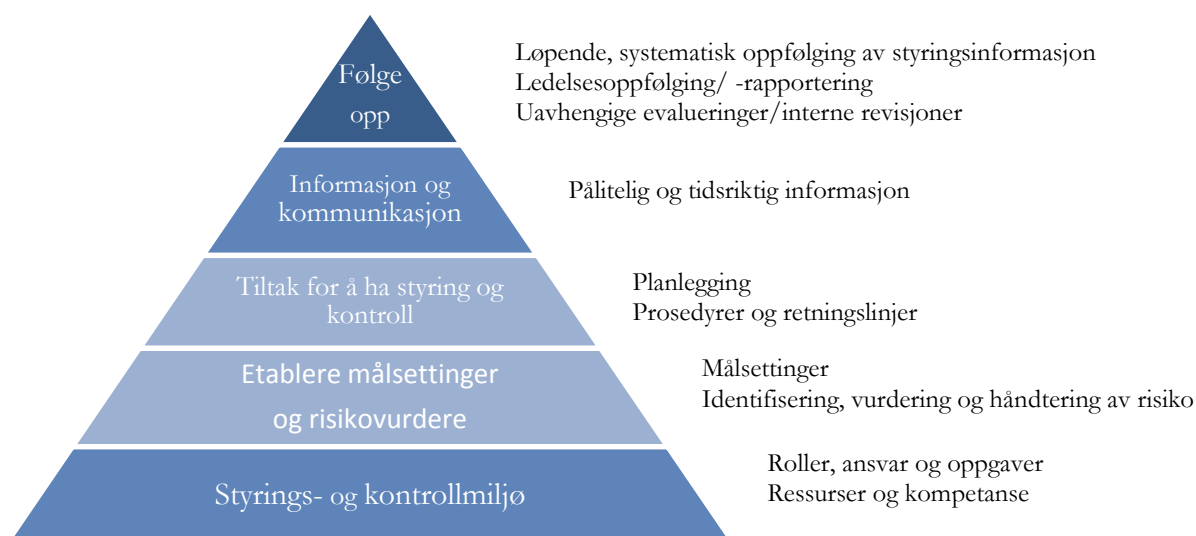 Følge
opp
Løpende, systematisk oppfølging av styringsinformasjon
Ledelsesoppfølging/ -rapportering
Uavhengige evalueringer/interne revisjoner
Informasjon og
kommunikasjon
Pålitelig og tidsriktig informasjon
Tiltak for å ha styring og
kontroll
Planlegging
Prosedyrer og retningslinjer
Etablere målsettinger
og risikovurdere
Målsettinger
Identifisering, vurdering og håndtering av risiko
Styrings- og kontrollmiljø
Roller, ansvar og oppgaver
Ressurser og kompetanse